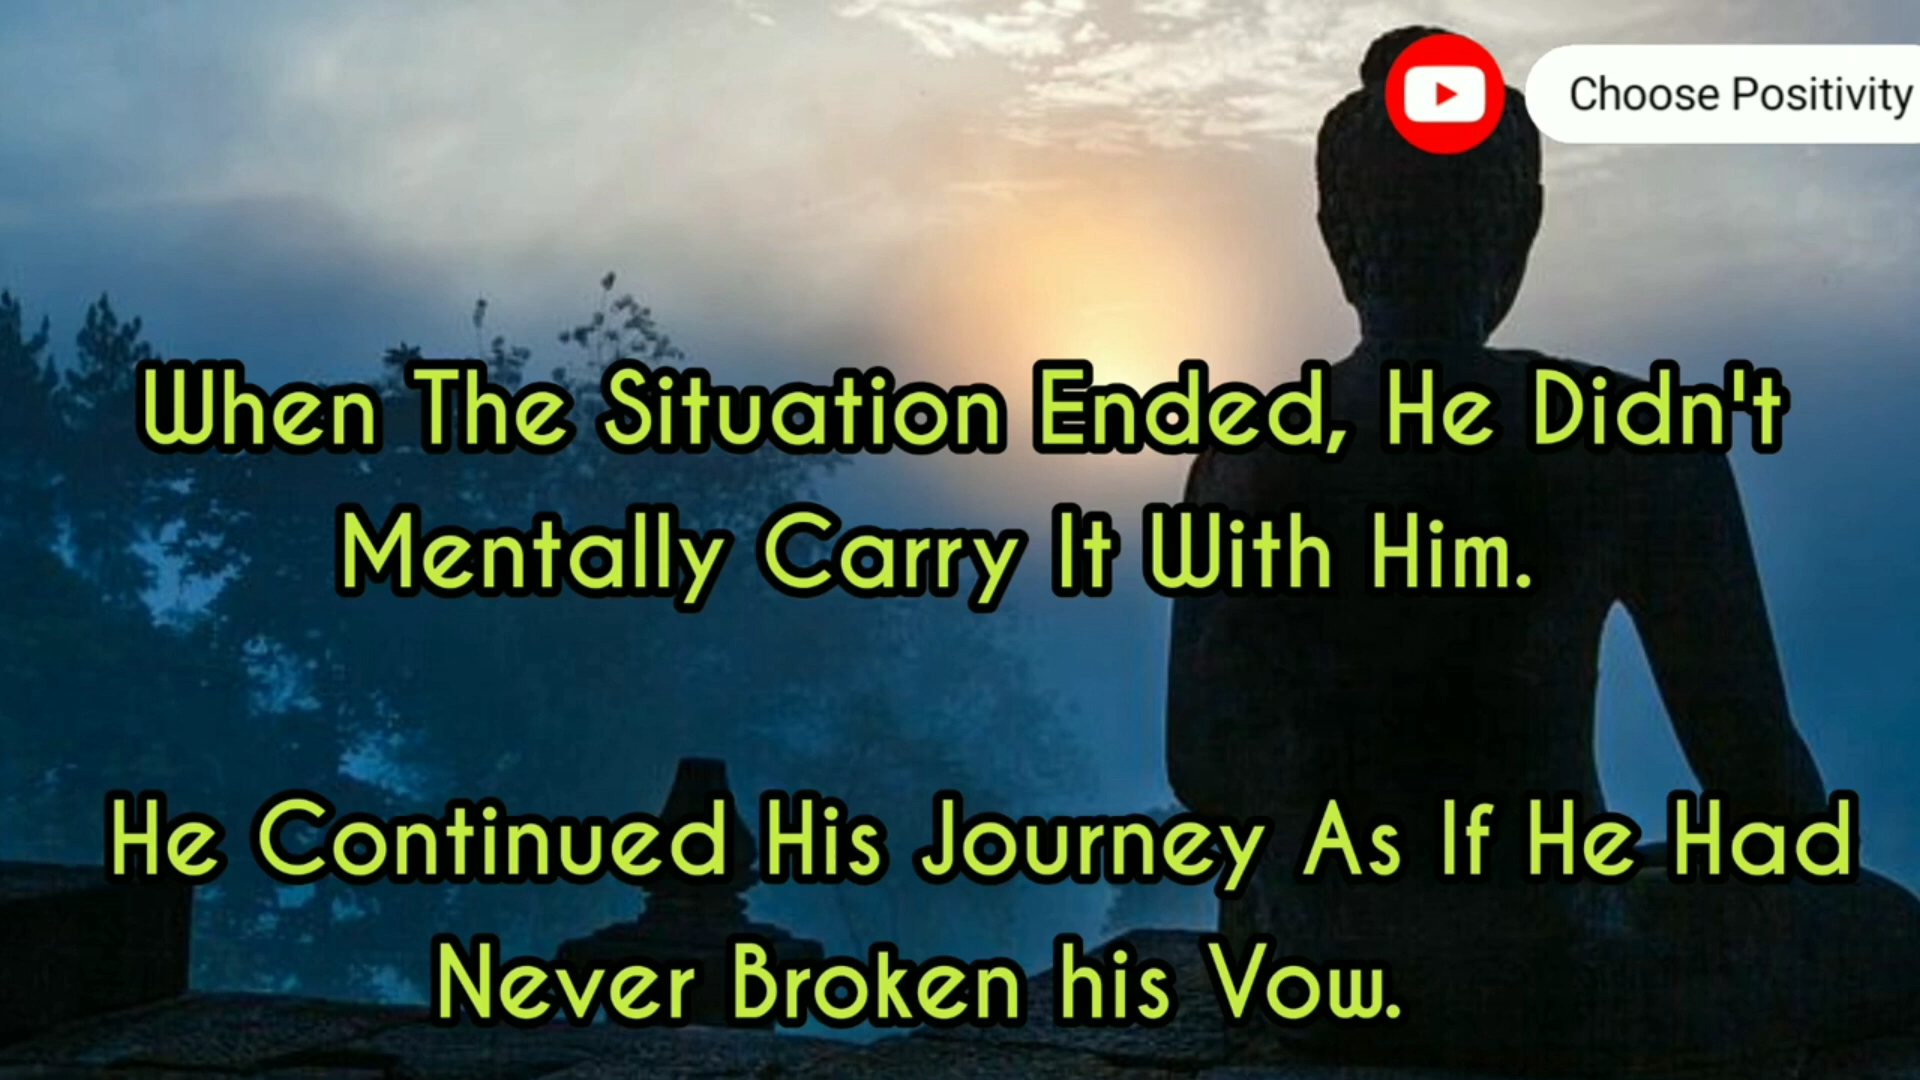 Choose Positivity
When The Situation Ended, He Didn't
Mentally Carry It With Him.
He Continued His Journey As If He Had
Never Broken his Vow.